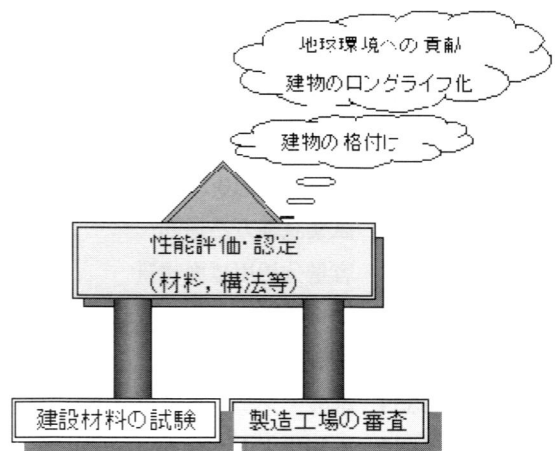 地球環境への貢献
建物のロングライフ化
建物の格付け
性能評価・認定
(材料，構法等)
建設材料の試験
製造工場の審査